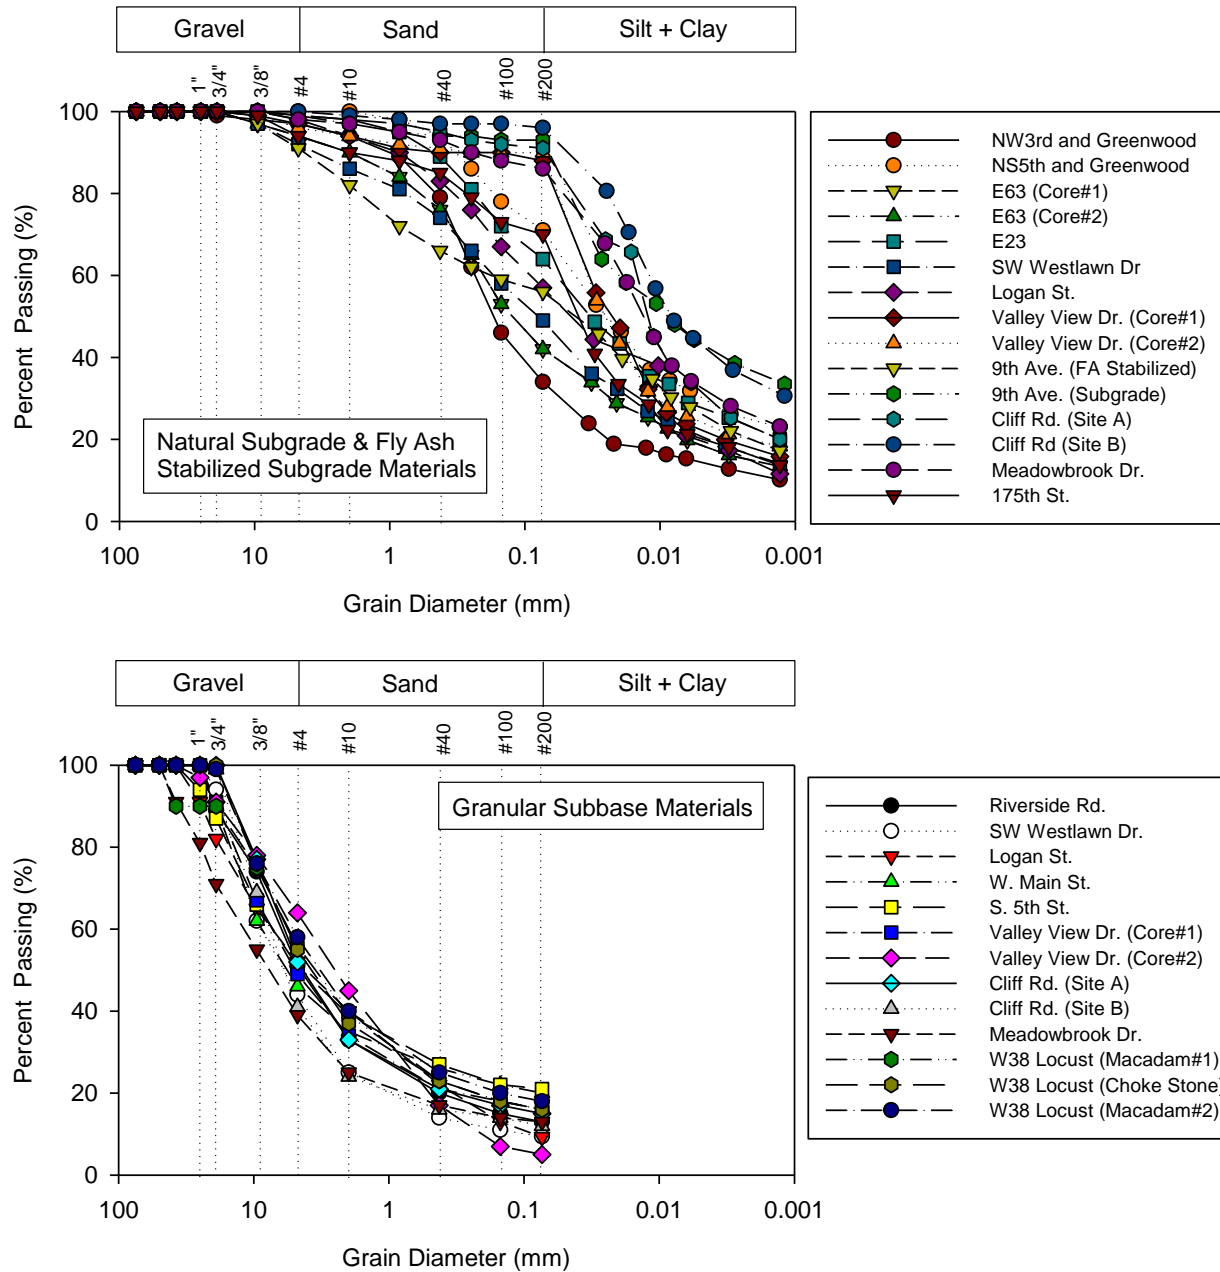 Gravel Sand Silt + Clay
1" 3/4" 3/8" #4 #10 #40 #100 #200
100
80
60
40
20
0
Percent Passing (%)
Natural Subgrade & Fly Ash
Stabilized Subgrade Materials
100 10 1 0.1 0.01 0.001
Grain Diameter (mm)
NW3rd and Greenwood
NS5th and Greenwood
E63 (Core#1)
E63 (Core#2)
E23
SW Westlawn Dr
Logan St.
Valley View Dr. (Core#1)
Valley View Dr. (Core#2)
9th Ave. (FA Stabilized)
9th Ave. (Subgrade)
Cliff Rd. (Site A)
Cliff Rd (Site B)
Meadowbrook Dr.
175th St.
Gravel Sand Silt + Clay
1" 3/4" 3/8" #4 #10 #40 #100 #200
100
80
60
40
20
0
Percent Passing (%)
Granular Subbase Materials
100 10 1 0.1 0.01 0.001
Grain Diameter (mm)
Riverside Rd.
SW Westlawn Dr.
Logan St.
W. Main St.
S. 5th St.
Valley View Dr. (Core#1)
Valley View Dr. (Core#2)
Cliff Rd. (Site A)
Cliff Rd. (Site B)
Meadowbrook Dr.
W38 Locust (Macadam#1)
W38 Locust (Choke Stone)
W38 Locust (Macadam#2)